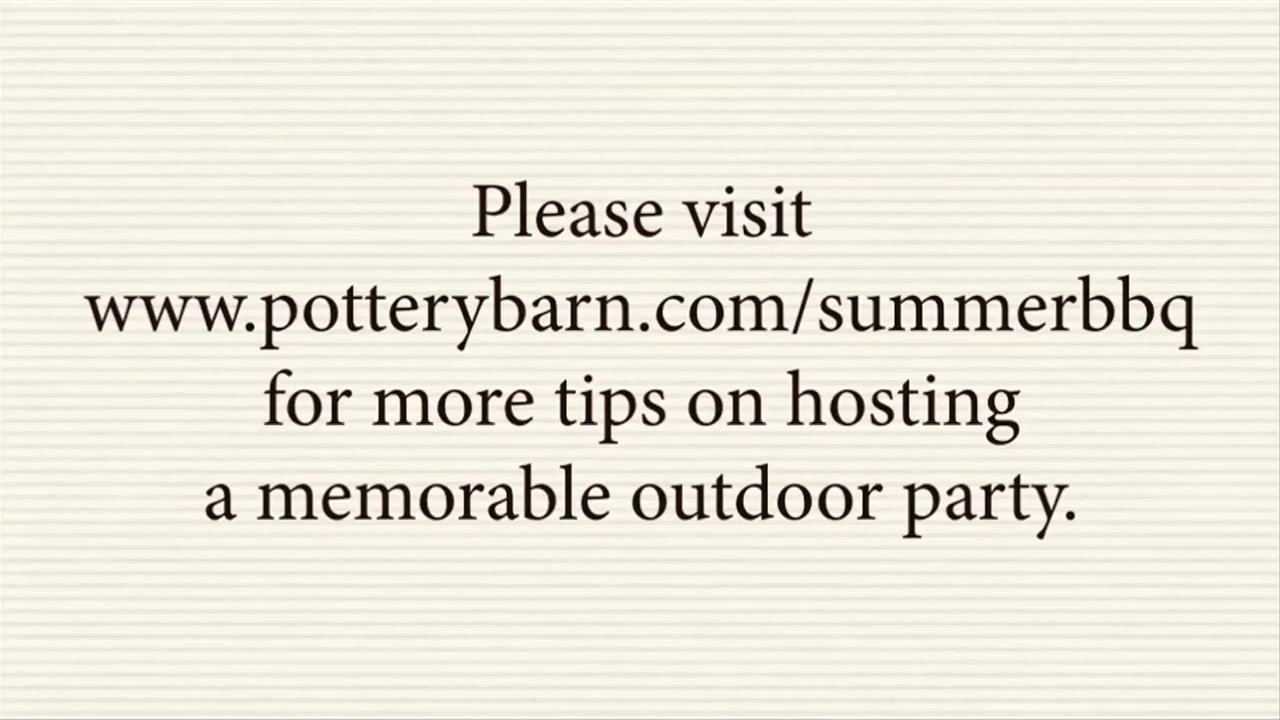 Please visit
www.potterybarn.com/summerbbq
for more tips on hosting
a memorable outdoor party.